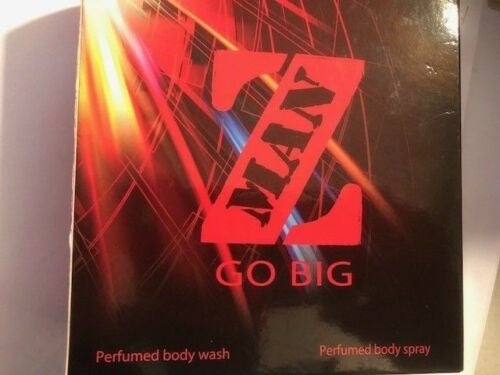 Z
MAN
GO BIG
Perfumed body wash
Perfumed body spray